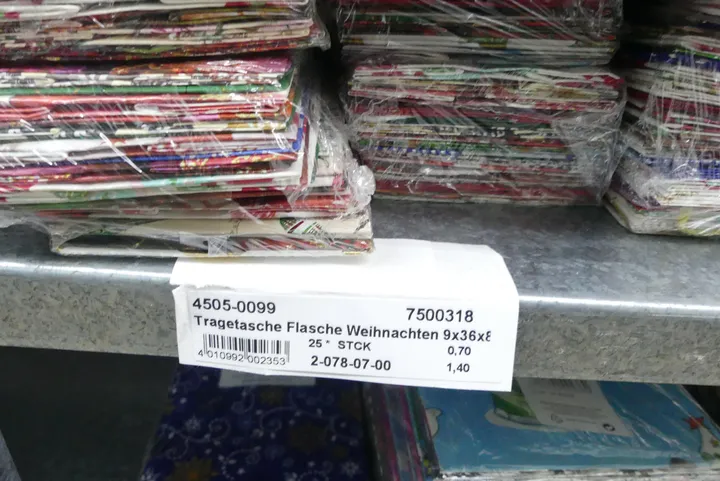 4505-0099 7500318
Tragetasche Flasche Weihnachten 9x36x8
25 * STCK 0,70
4 010992 002353 2-078-07-00 1,40